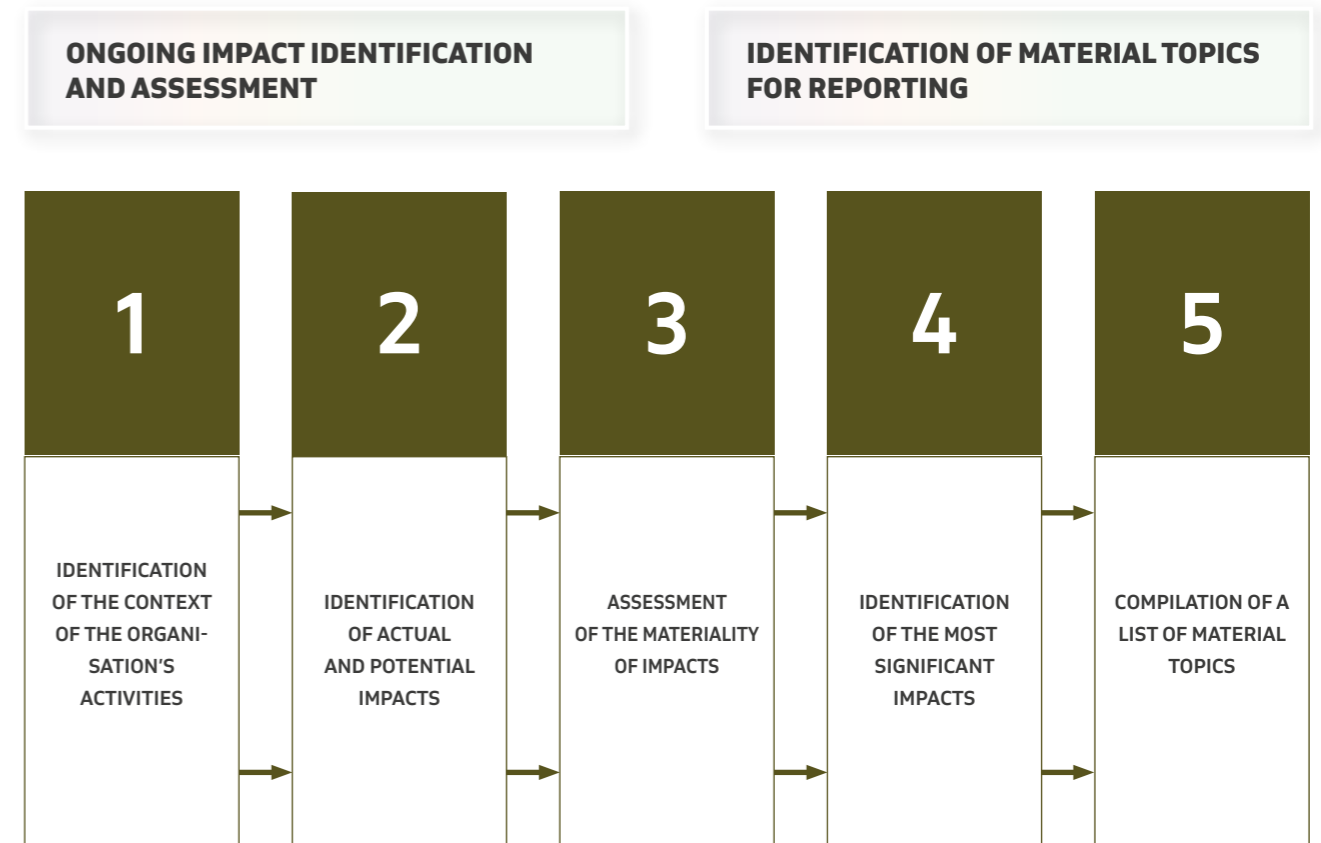 ONGOING IMPACT IDENTIFICATION
AND ASSESSMENT
IDENTIFICATION OF MATERIAL TOPICS
FOR REPORTING
1
2
3
4
5
IDENTIFICATION
OF THE CONTEXT
OF THE ORGANI-
SATION'S
ACTIVITIES
IDENTIFICATION
OF ACTUAL
AND POTENTIAL
IMPACTS
ASSESSMENT
OF THE MATERIALITY
OF IMPACTS
IDENTIFICATION
OF THE MOST
SIGNIFICANT
IMPACTS
COMPILATION OF A
LIST OF MATERIAL
TOPICS